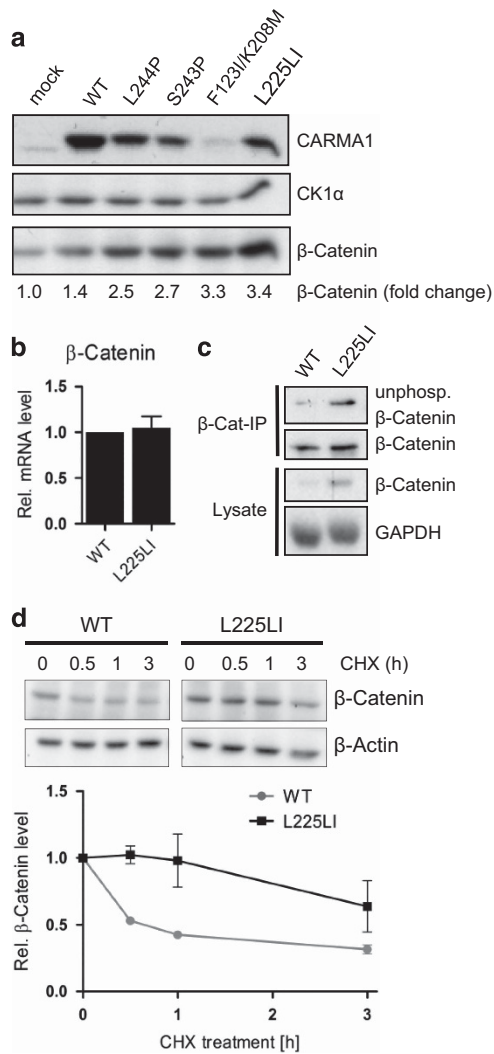 a
mock WT L244P S243P F123I/K208M L225LI
CARMA1
CK1α
β-Catenin
1.0 1.4 2.5 2.7 3.3 3.4 β-Catenin (fold change)
b
β-Catenin
Rel. mRNA level
1.5
1.0
0.5
0.0
WT L225LI
c
WT L225LI
β-Cat-IP
unphosp.
β-Catenin
β-Catenin
Lysate
β-Catenin
GAPDH
d
WT L225LI
0 0.5 1 3 0 0.5 1 3 CHX (h)
β-Catenin
β-Actin
Rel. β-Catenin level
1.5
1.0
0.5
0.0
WT
L225LI
0 1 2 3
CHX treatment [h]